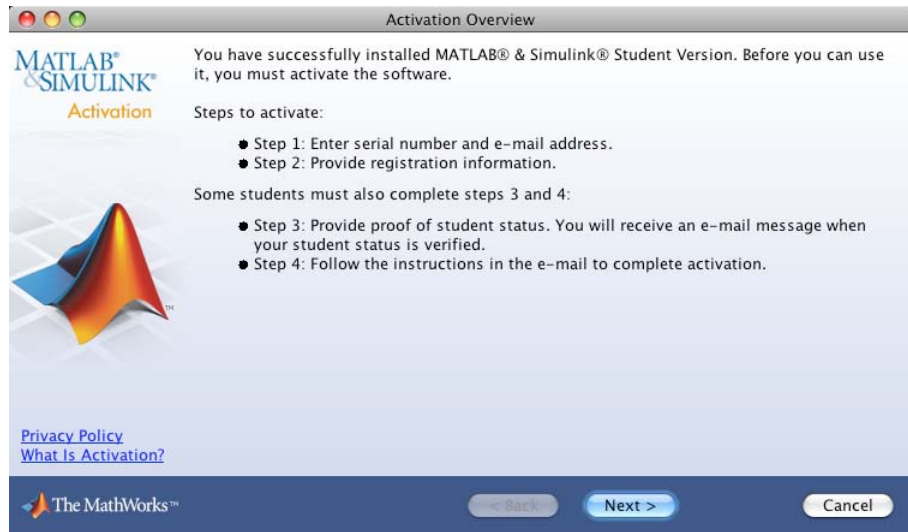 Activation Overview
MATLAB®
&SIMULINK®
Activation
You have successfully installed MATLAB® & Simulink® Student Version. Before you can use
it, you must activate the software.
Steps to activate:
● Step 1: Enter serial number and e-mail address.
● Step 2: Provide registration information.
Some students must also complete steps 3 and 4:
● Step 3: Provide proof of student status. You will receive an e-mail message when
your student status is verified.
● Step 4: Follow the instructions in the e-mail to complete activation.
TM
Privacy Policy
What Is Activation?
The MathWorks™
< Back
Next >
Cancel